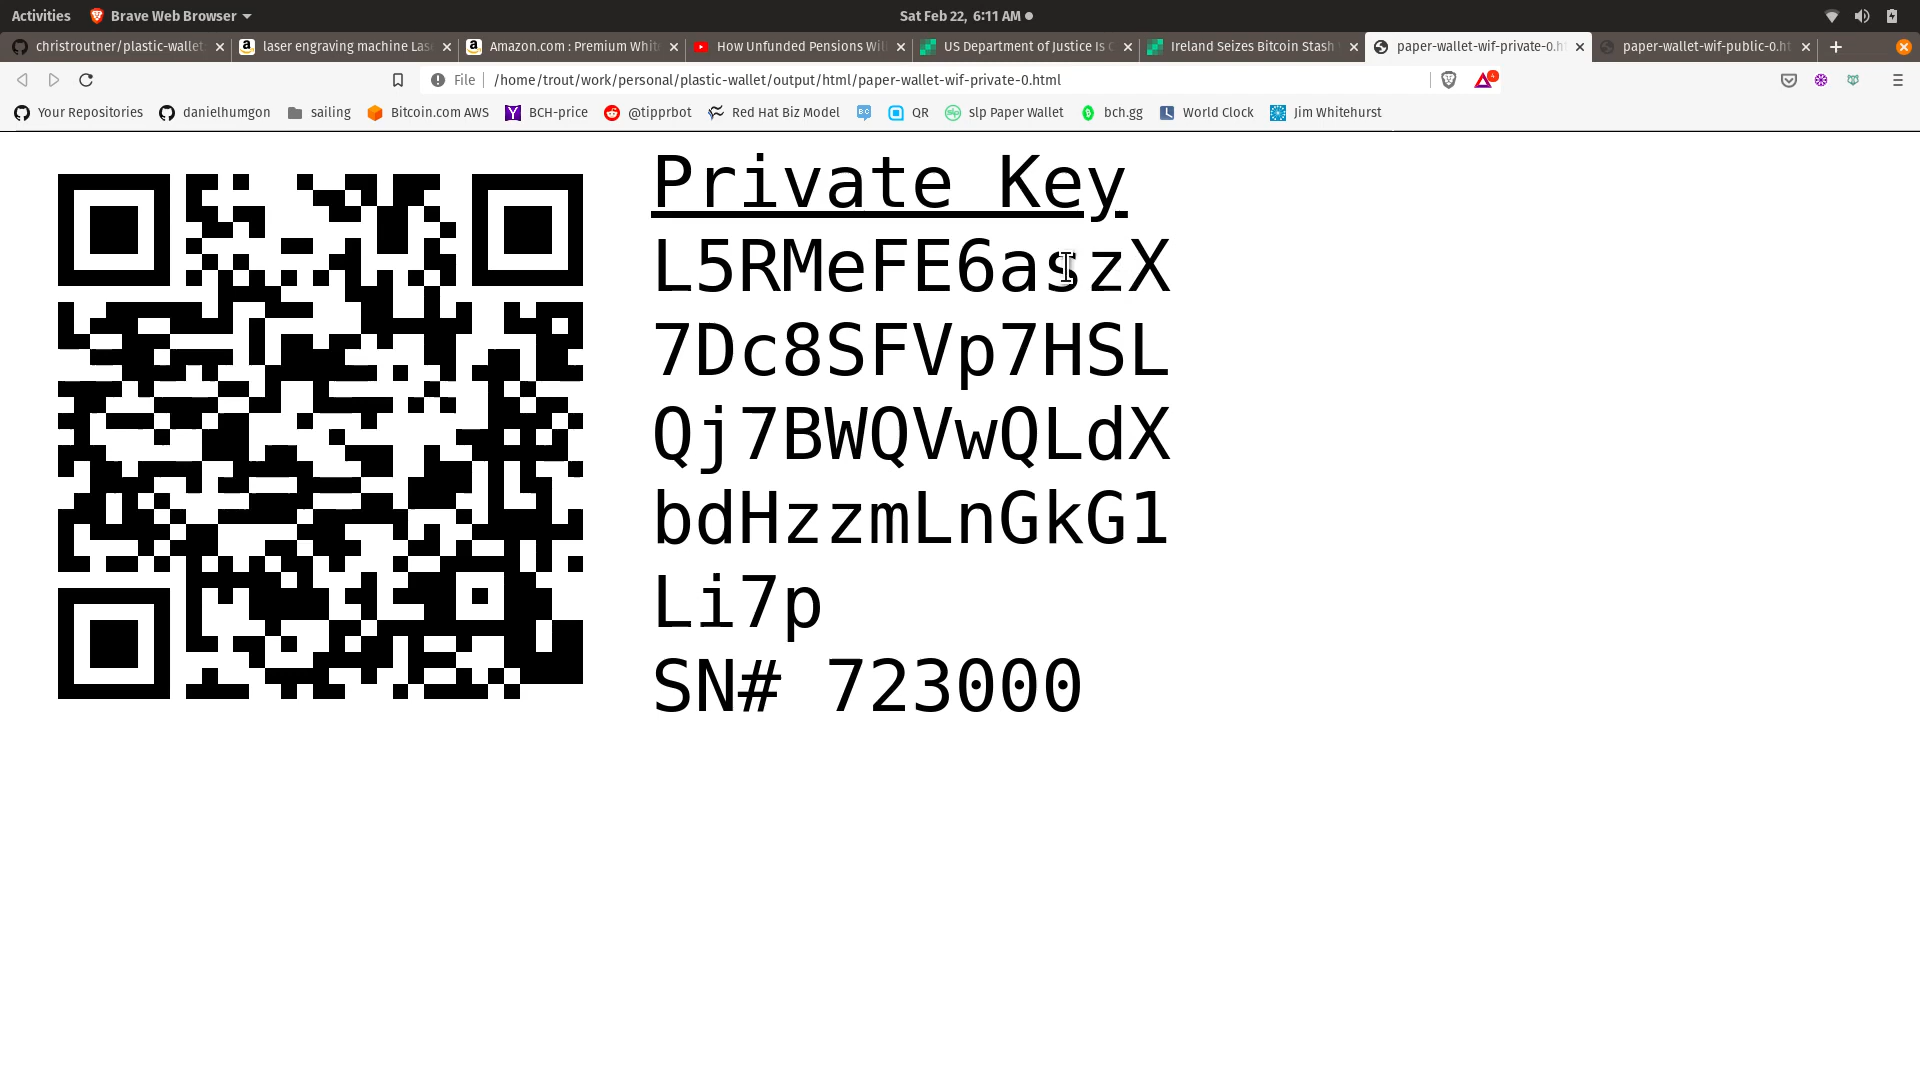 Activities
Brave Web Browser
Sat Feb 22, 6:11 AM
christroutner/plastic-wallet
laser engraving machine Las
Amazon.com : Premium Whit
How Unfunded Pensions Wil
US Department of Justice Is C
Ireland Seizes Bitcoin Stash
paper-wallet-wif-private-0.h
paper-wallet-wif-public-0.ht
File
/home/trout/work/personal/plastic-wallet/output/html/paper-wallet-wif-private-0.html
Your Repositories
danielhumgon
sailing
Bitcoin.com AWS
BCH-price
@tipprbot
Red Hat Biz Model
QR
slp Paper Wallet
bch.gg
World Clock
Jim Whitehurst
Private Key
L5RMeFE6aszX
7Dc8SFVp7HSL
Qj7BWQVwQLdX
bdHzzmLnGkG1
Li7p
SN# 723000